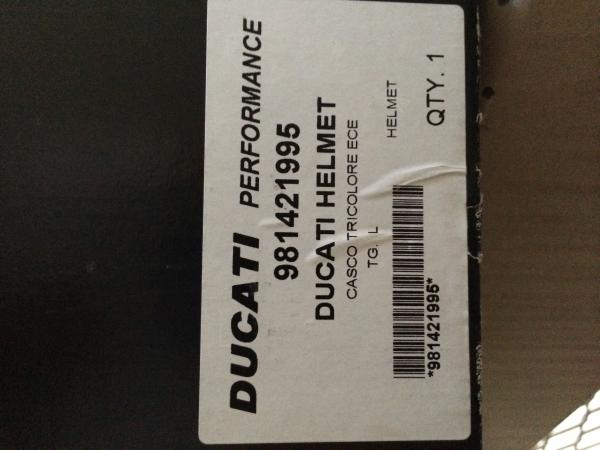 DUCATI PERFORMANCE
981421995
DUCATI HELMET
CASCO TRICOLORE ECE
TG. L
HELMET
*981421995*
QTY. 1